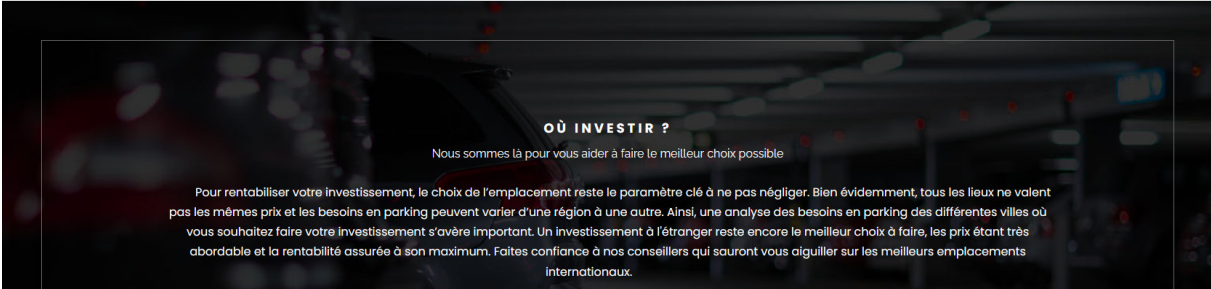 OÙ INVESTIR ?
Nous sommes là pour vous aider à faire le meilleur choix possible
Pour rentabiliser votre investissement, le choix de l'emplacement reste le paramètre clé à ne pas négliger. Bien évidemment, tous les lieux ne valent
pas les mêmes prix et les besoins en parking peuvent varier d'une région à une autre. Ainsi, une analyse des besoins en parking des différentes villes où
vous souhaitez faire votre investissement s'avère important. Un investissement à l'étranger reste encore le meilleur choix à faire, les prix étant très
abordable et la rentabilité assurée à son maximum. Faites confiance à nos conseillers qui sauront vous aiguiller sur les meilleurs emplacements
internationaux.